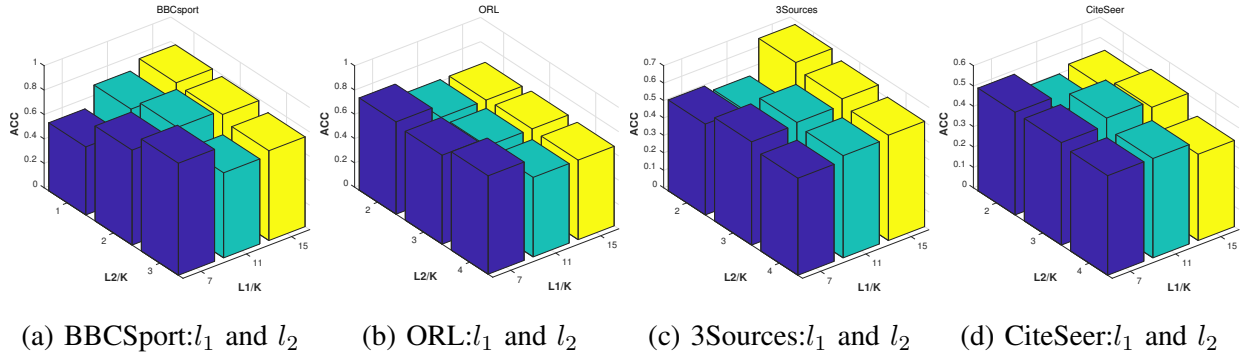 BBCsport
ACC
1
0.8
0.6
0.4
0.2
0
1
2
3
L2/K
7
11
15
L1/K
(a) BBCSport:l₁ and l₂
ORL
ACC
1
0.8
0.6
0.4
0.2
0
2
3
4
L2/K
7
11
15
L1/K
(b) ORL:l₁ and l₂
3Sources
ACC
0.7
0.6
0.5
0.4
0.3
0.2
0.1
0
2
3
4
L2/K
7
11
15
L1/K
(c) 3Sources:l₁ and l₂
CiteSeer
ACC
0.6
0.5
0.4
0.3
0.2
0.1
0
2
3
4
L2/K
7
11
15
L1/K
(d) CiteSeer:l₁ and l₂